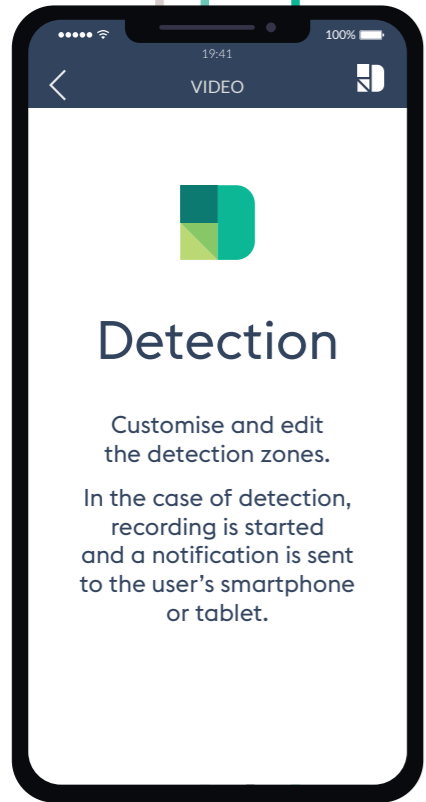 100%
19:41
VIDEO
Detection
Customise and edit
the detection zones.
In the case of detection,
recording is started
and a notification is sent
to the user's smartphone
or tablet.